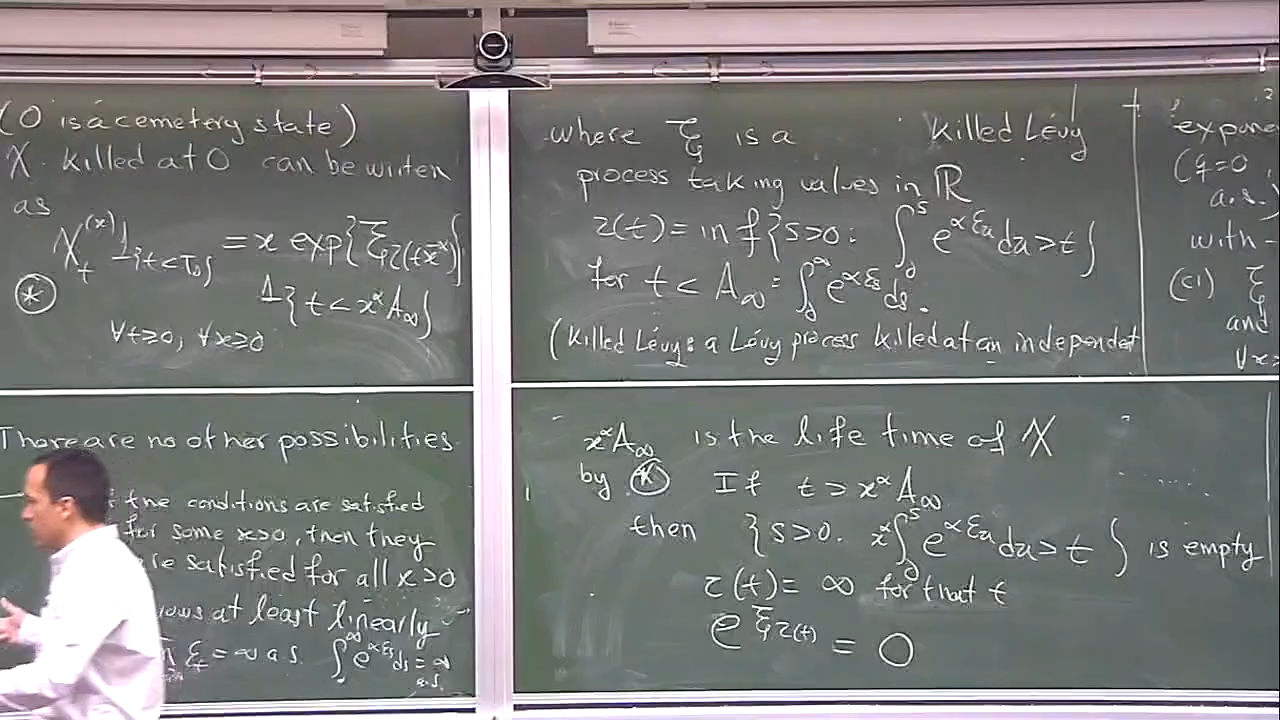 (0 is a cemetery state)
X killed at 0 can be writen
as
X_t^{(x)} 1_{t<T_0} = x exp{ξ_{τ(tx^{-α})}}
⊛ 1{t < x^α A_∞}
∀t≥0, ∀x≥0
There are no other possibilities
the conditions are satisfied
for some x>0, then they
are satisfied for all x>0
at least linearly
ξ_t = ∞ a.s. ∫_0^∞ e^{αξ_s} ds = ∞
a.s.
where ξ is a killed Lévy
process taking values in ℝ
τ(t) = inf{s>0: ∫_0^s e^{αξ_u} du > t}
for t < A_∞ = ∫_0^∞ e^{αξ_s} ds.
(Killed Lévy: a Lévy process killed at an independent
x^α A_∞ is the life time of X
by ⊛ If t > x^α A_∞
then {s>0. x^α ∫_0^s e^{αξ_u} du > t} is empty
τ(t) = ∞ for that t
e^{ξ_{τ(t)}} = 0
expone
(q=0,
a.s.)
with
(c1) ξ
and
∀x